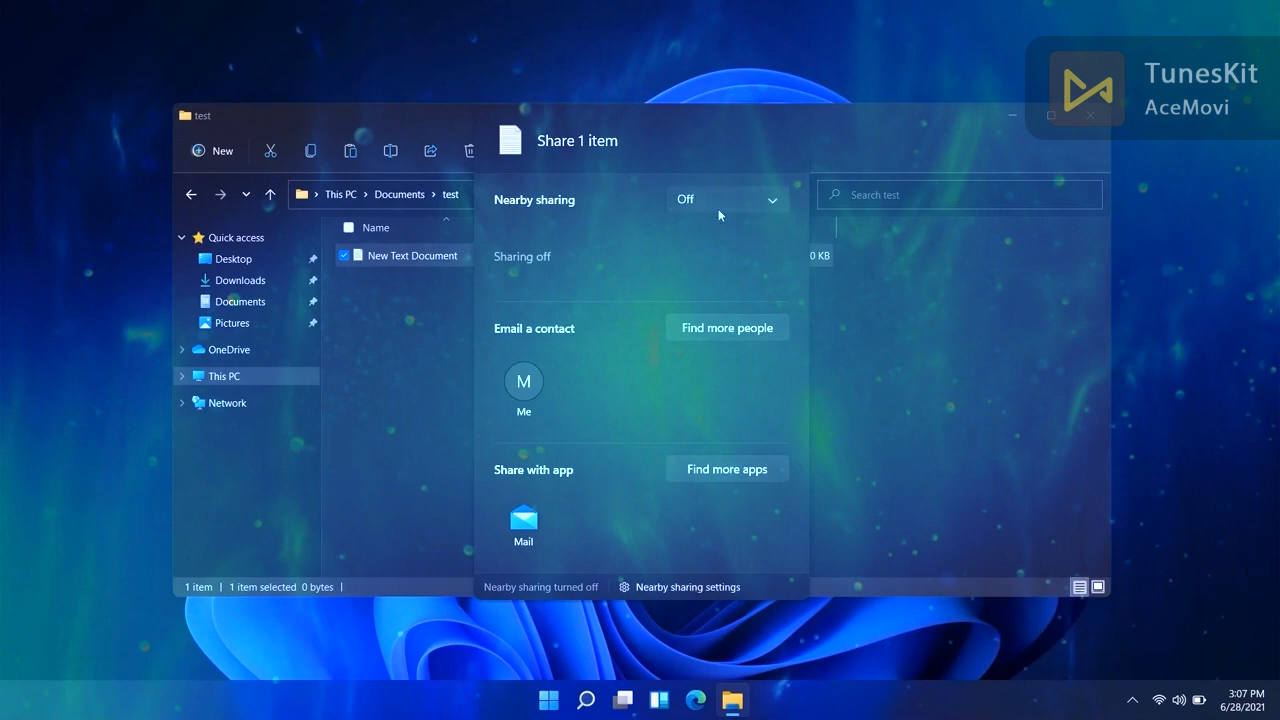 TunesKit
AceMovi
test
Share 1 item
New
Nearby sharing
Off
This PC
Documents
test
Search test
Name
Quick access
New Text Document
Sharing off
0 KB
Desktop
Downloads
Documents
Pictures
Email a contact
Find more people
OneDrive
This PC
M
Me
Network
Share with app
Find more apps
Mail
1 item | 1 item selected 0 bytes |
Nearby sharing turned off
Nearby sharing settings
3:07 PM
6/28/2021